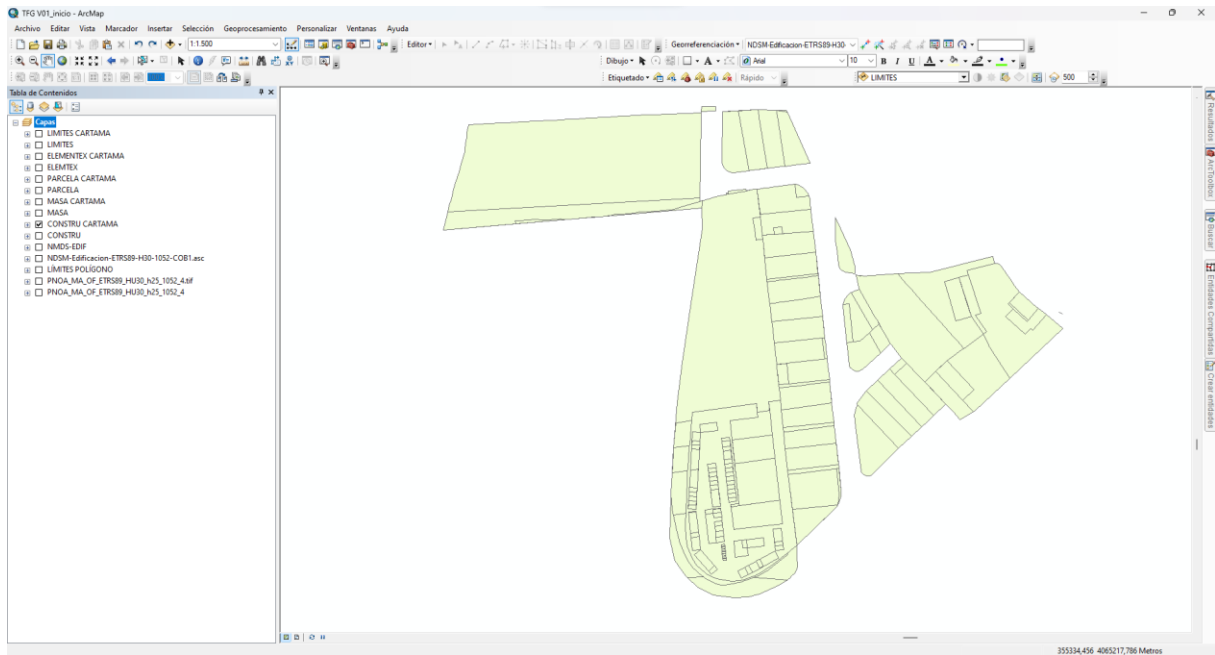 TFG V01_inicio - ArcMap
Archivo Editar Vista Marcador Insertar Selección Geoprocesamiento Personalizar Ventanas Ayuda
1:1.500 Editor Georreferenciación NDSM-Edificacion-ETRS89-H30-
Dibujo A Arial 10 B I U A
Etiquetado Rápido LIMITES 500
Tabla de Contenidos
Capas
LIMITES CARTAMA
LIMITES
ELEMENTEX CARTAMA
ELEMTEX
PARCELA CARTAMA
PARCELA
MASA CARTAMA
MASA
CONSTRU CARTAMA
CONSTRU
NMDS-EDIF
NDSM-Edificacion-ETRS89-H30-1052-COB1.asc
LÍMITES POLÍGONO
PNOA_MA_OF_ETRS89_HU30_h25_1052_4.tif
PNOA_MA_OF_ETRS89_HU30_h25_1052_4
Resultados
ArcToolbox
Buscar
Entidades Compartidas
Crear entidades
355334,456 4065217,786 Metros